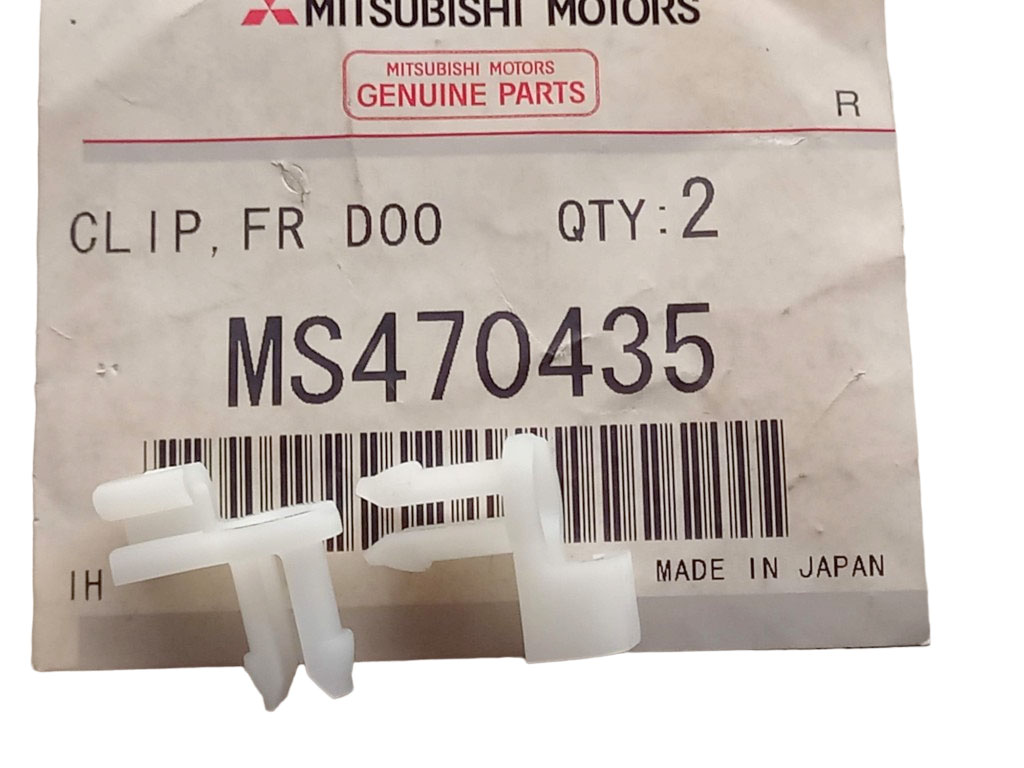 MITSUBISHI MOTORS
MITSUBISHI MOTORS
GENUINE PARTS
R
CLIP, FR DOO QTY:2
MS470435
IH MADE IN JAPAN